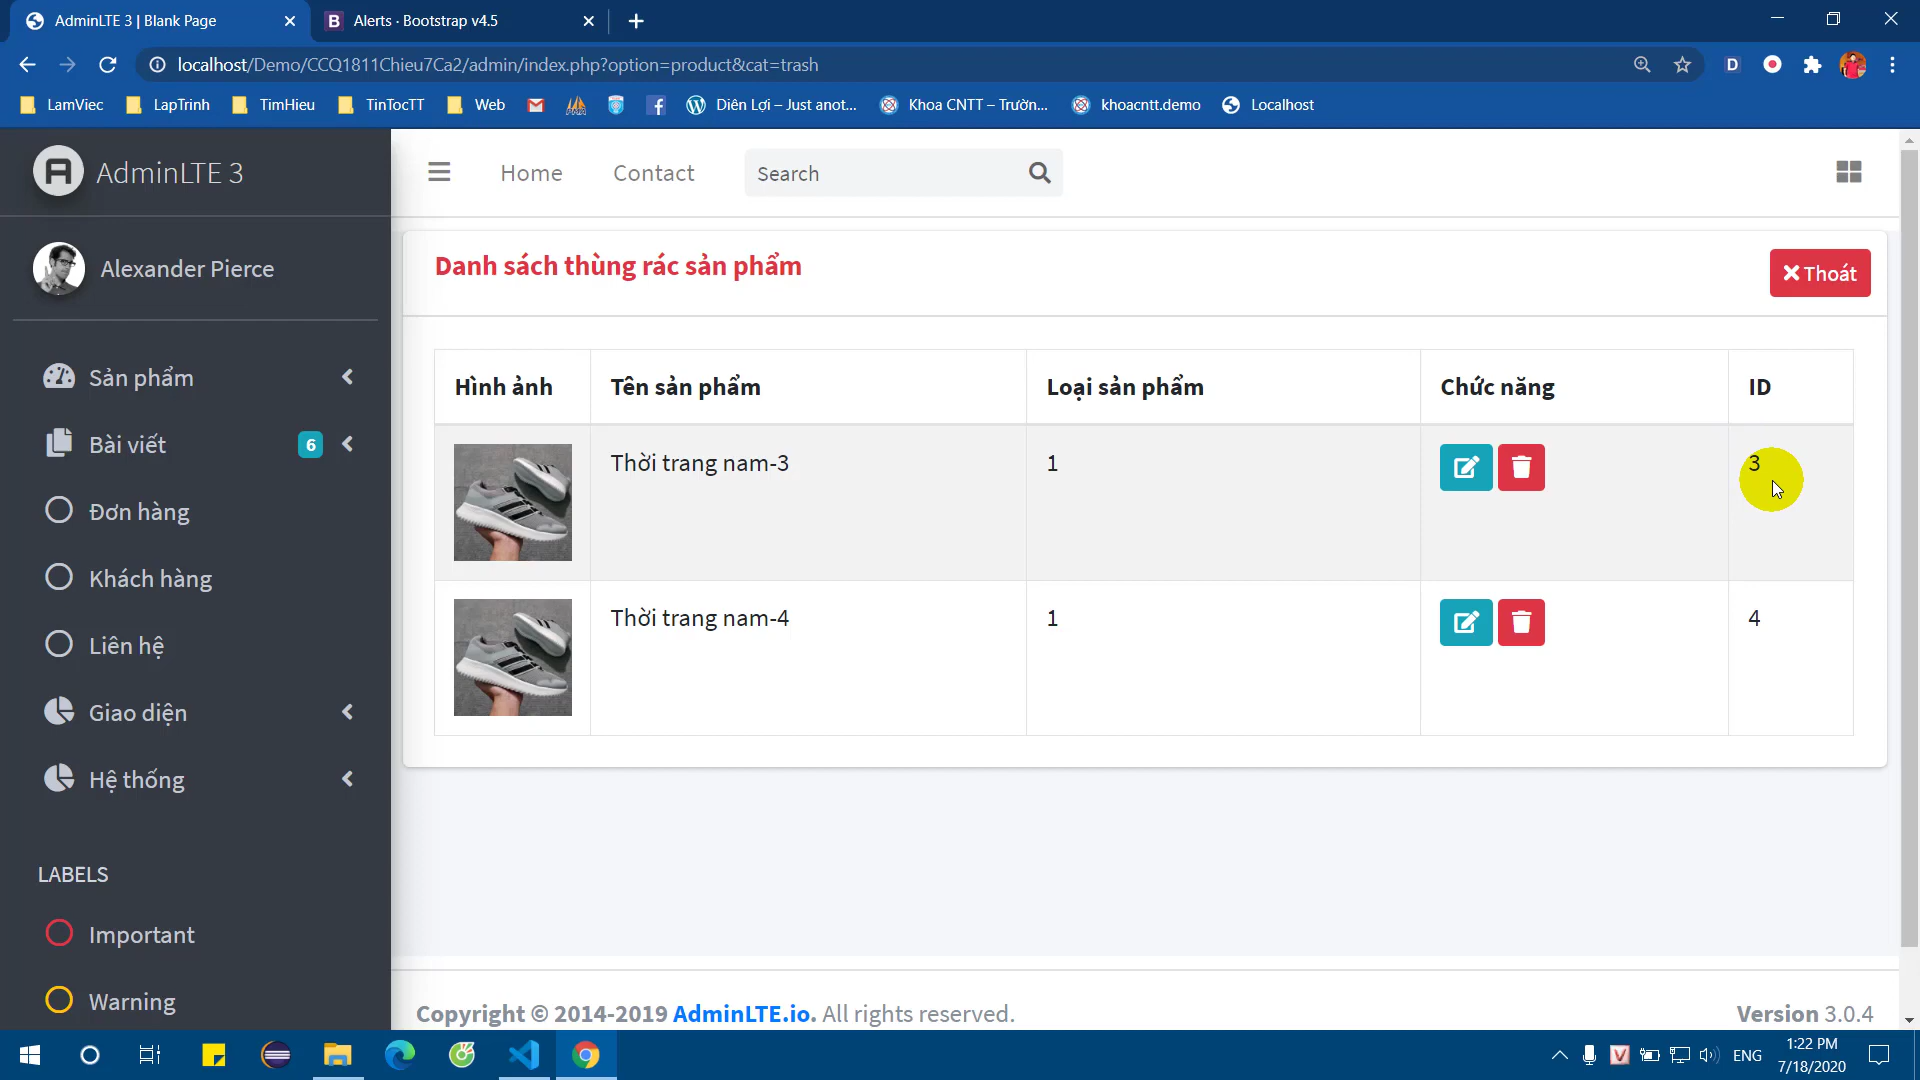 AdminLTE 3 | Blank Page
B Alerts · Bootstrap v4.5
localhost/Demo/CCQ1811Chieu7Ca2/admin/index.php?option=product&cat=trash
D
LamViec LapTrinh TimHieu TinTocTT Web Diên Lợi – Just anot... Khoa CNTT – Trườn... khoacntt.demo Localhost
AdminLTE 3
Home Contact Search
Alexander Pierce
Danh sách thùng rác sản phẩm
Thoát
Sản phẩm
Bài viết 6
Đơn hàng
Khách hàng
Liên hệ
Giao diện
Hệ thống
LABELS
Important
Warning
Hình ảnh Tên sản phẩm Loại sản phẩm Chức năng ID
Thời trang nam-3 1 3
Thời trang nam-4 1 4
Copyright © 2014-2019 AdminLTE.io. All rights reserved.
Version 3.0.4
ENG
1:22 PM
7/18/2020